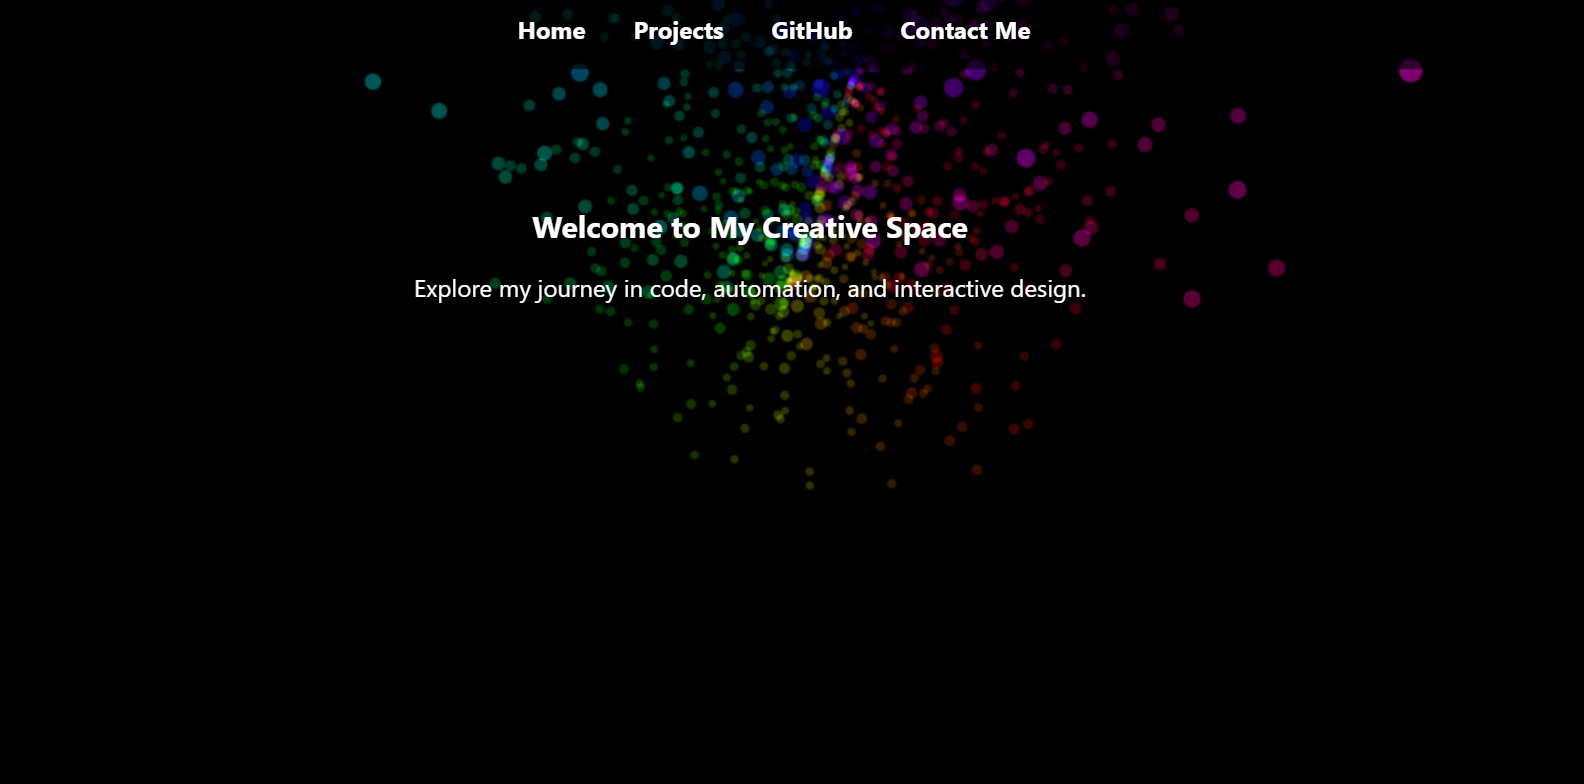 Home Projects GitHub Contact Me
Welcome to My Creative Space
Explore my journey in code, automation, and interactive design.